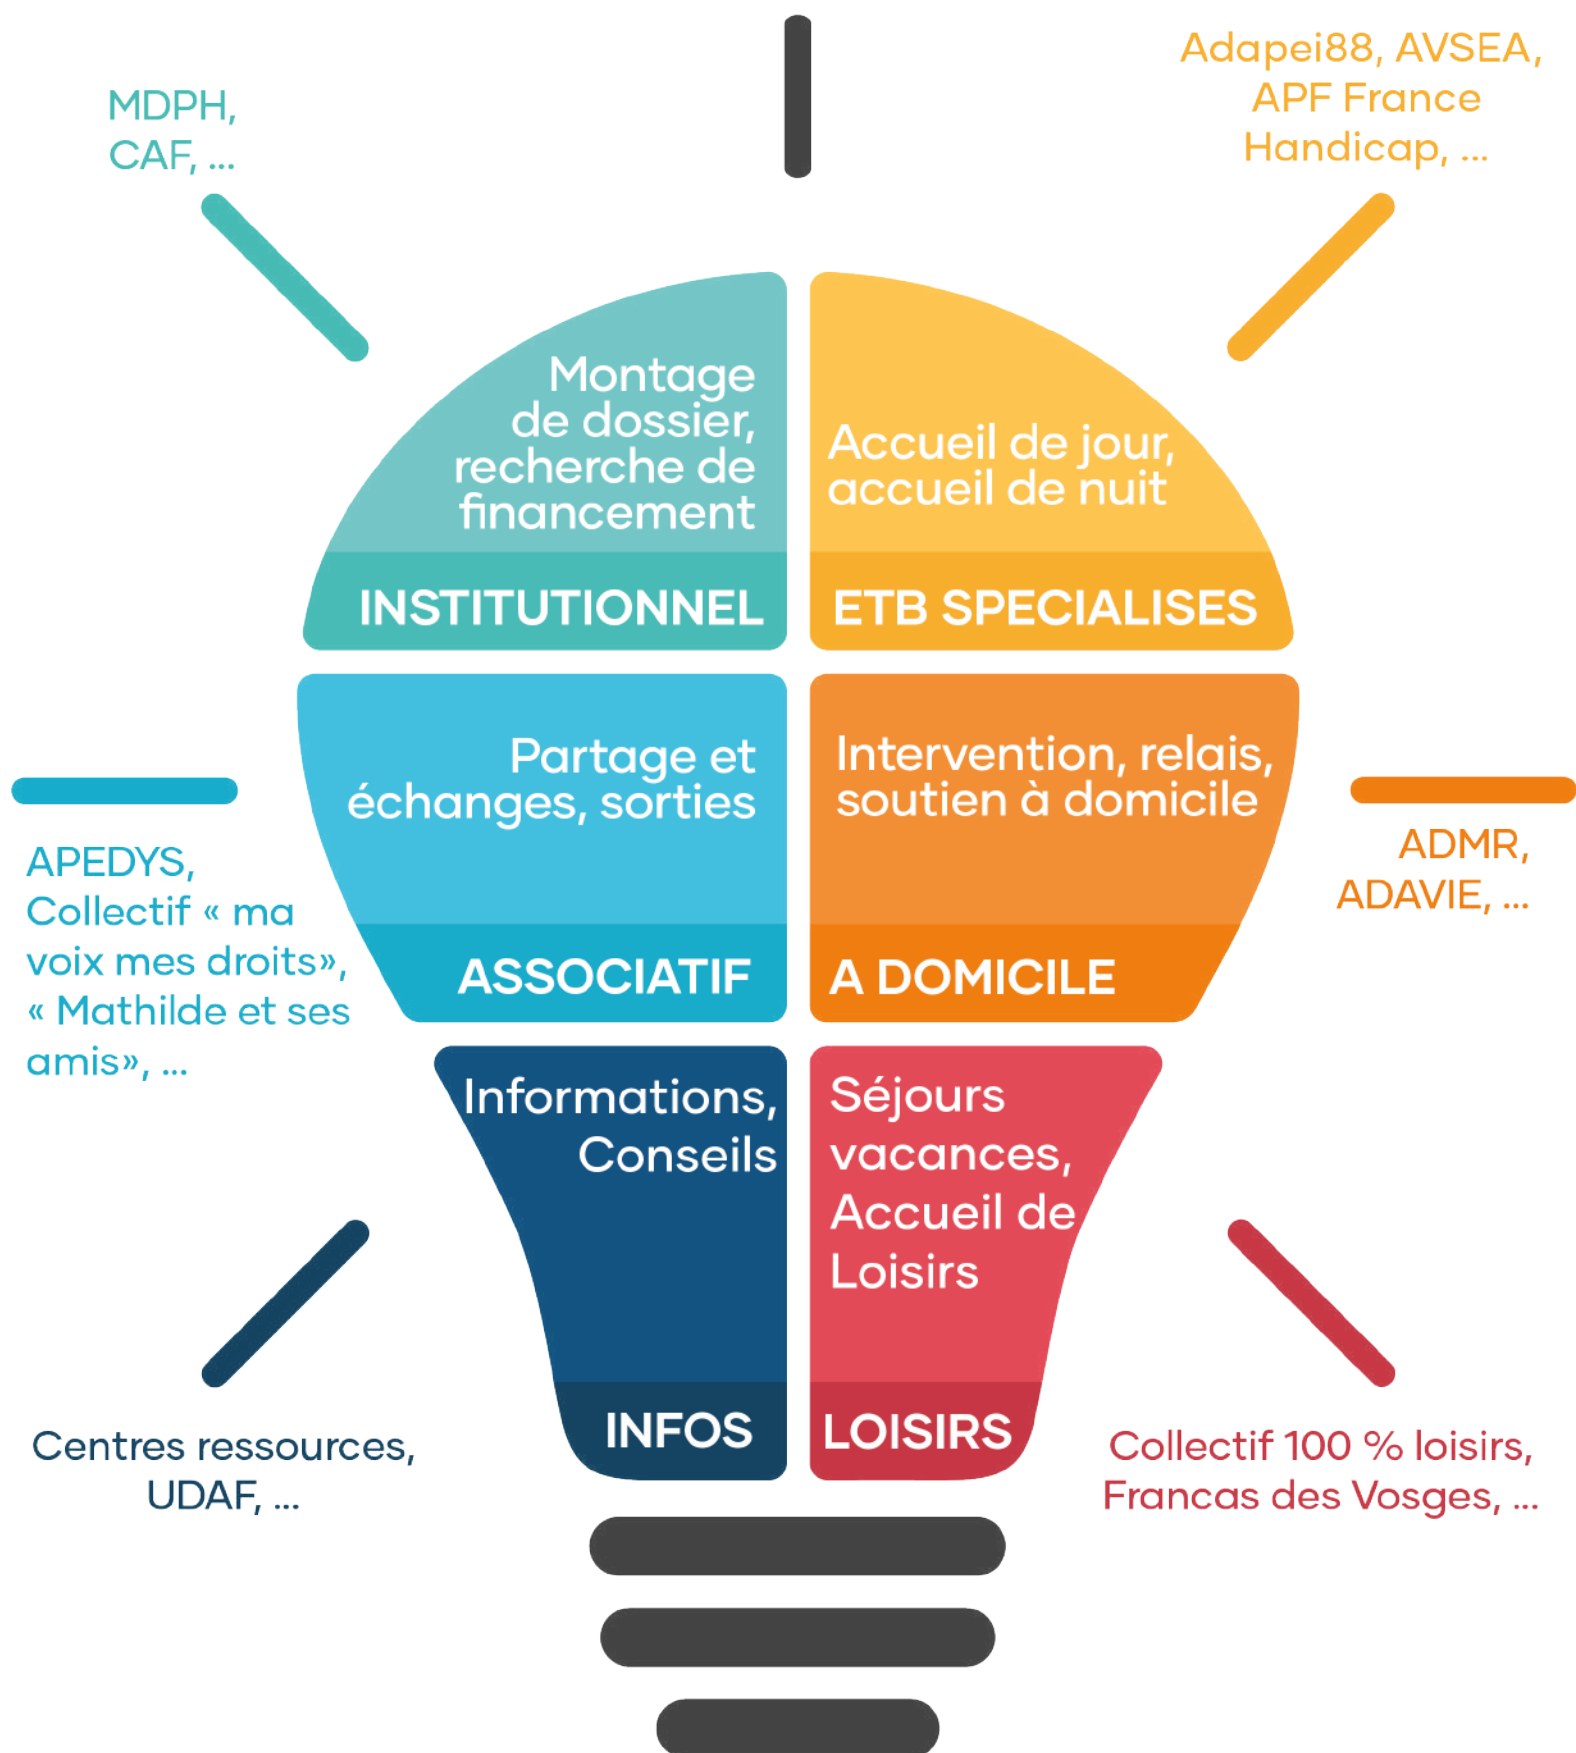 MDPH,
CAF, ...
Adapei88, AVSEA,
APF France
Handicap, ...
Montage
de dossier,
recherche de
financement
INSTITUTIONNEL
Accueil de jour,
accueil de nuit
ETB SPECIALISES
Partage et
échanges, sorties
ASSOCIATIF
Intervention, relais,
soutien à domicile
A DOMICILE
APEDYS,
Collectif « ma
voix mes droits»,
« Mathilde et ses
amis», ...
ADMR,
ADAVIE, ...
Informations,
Conseils
INFOS
Séjours
vacances,
Accueil de
Loisirs
LOISIRS
Centres ressources,
UDAF, ...
Collectif 100 % loisirs,
Francas des Vosges, ...